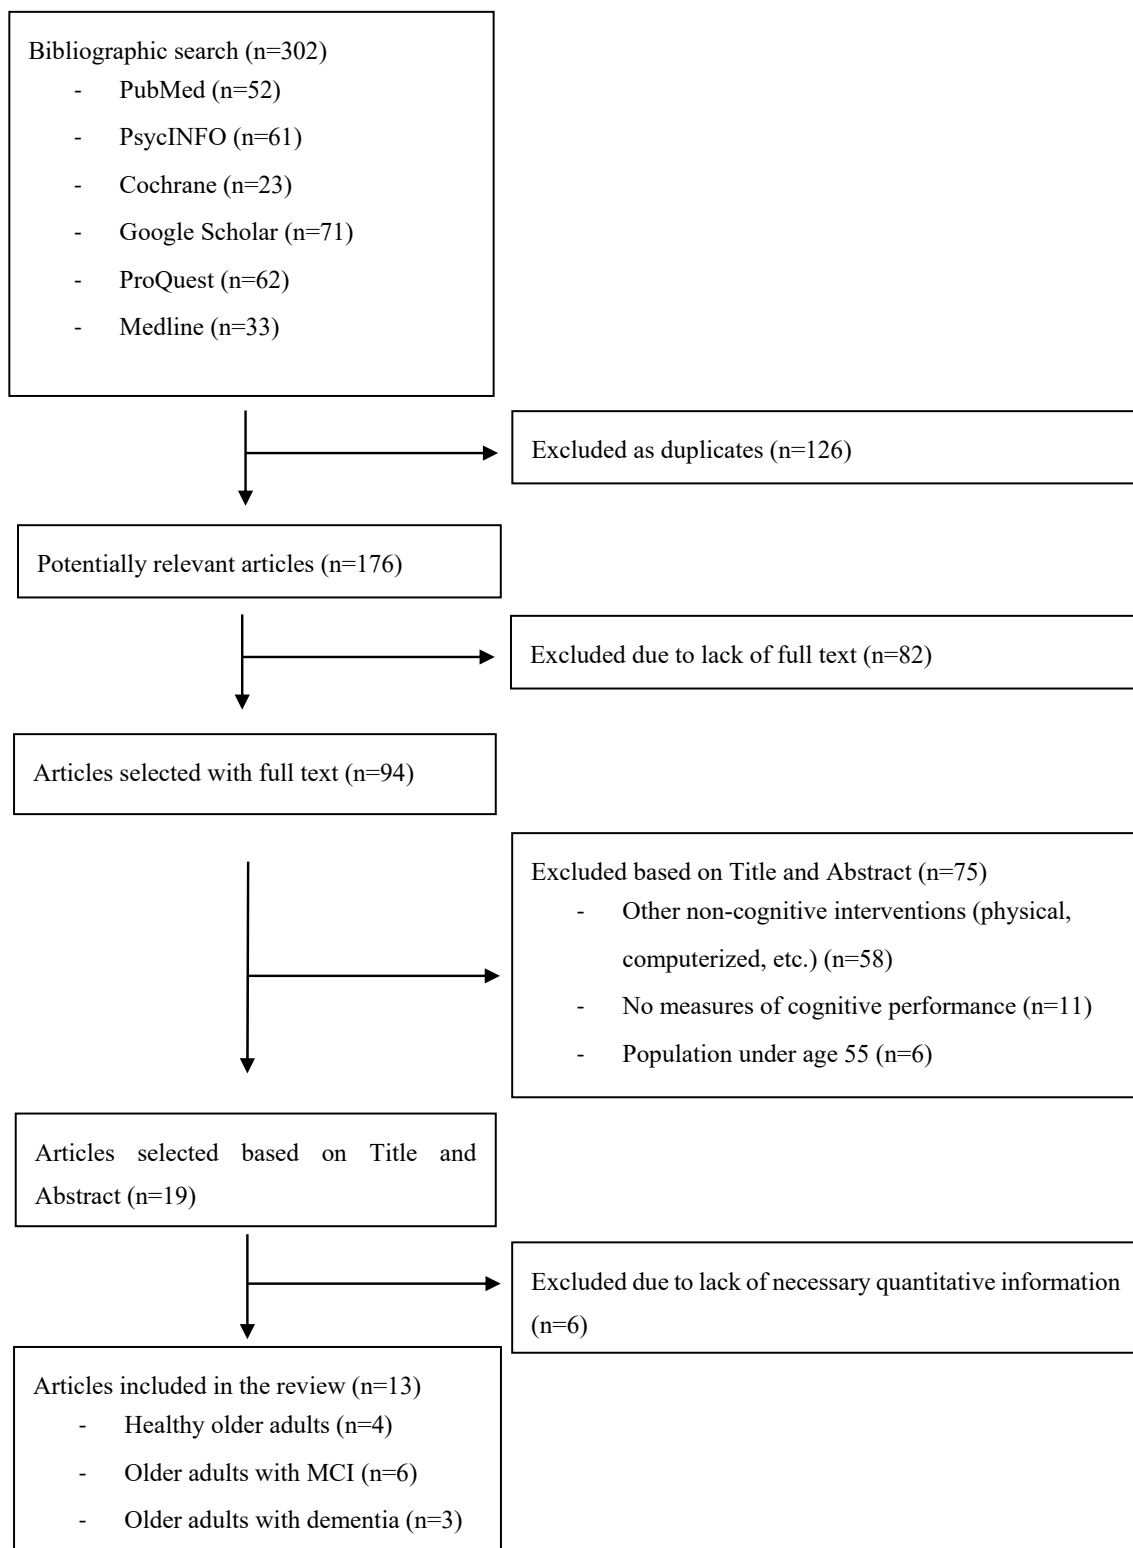 Bibliographic search (n=302)
- PubMed (n=52)
- PsycINFO (n=61)
- Cochrane (n=23)
- Google Scholar (n=71)
- ProQuest (n=62)
- Medline (n=33)
Excluded as duplicates (n=126)
Potentially relevant articles (n=176)
Excluded due to lack of full text (n=82)
Articles selected with full text (n=94)
Excluded based on Title and Abstract (n=75)
- Other non-cognitive interventions (physical,
computerized, etc.) (n=58)
- No measures of cognitive performance (n=11)
- Population under age 55 (n=6)
Articles selected based on Title and
Abstract (n=19)
Excluded due to lack of necessary quantitative information
(n=6)
Articles included in the review (n=13)
- Healthy older adults (n=4)
- Older adults with MCI (n=6)
- Older adults with dementia (n=3)